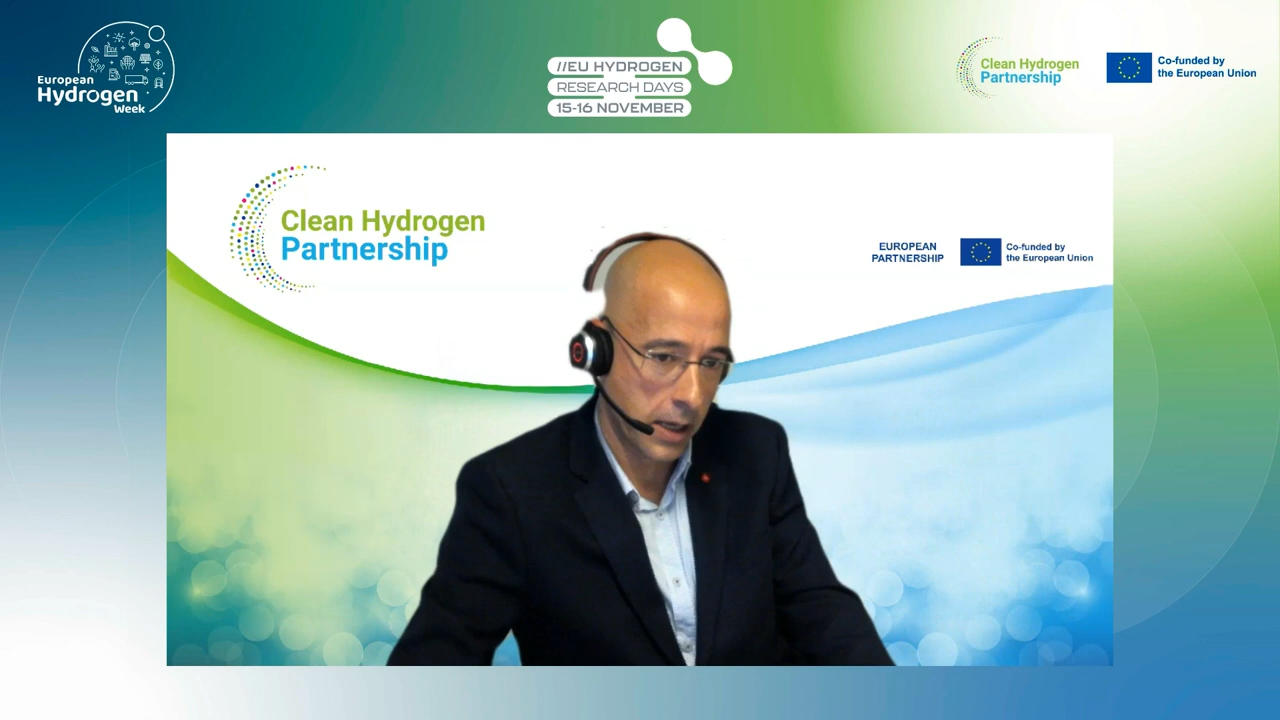 European
Hydrogen
Week
//EU HYDROGEN
RESEARCH DAYS
15-16 NOVEMBER
Clean Hydrogen
Partnership
Co-funded by
the European Union
Clean Hydrogen
Partnership
EUROPEAN
PARTNERSHIP
Co-funded by
the European Union